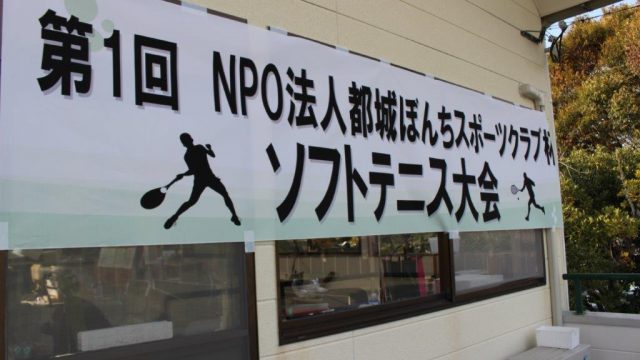 第1回 NPO法人都城ぼんちスポーツクラブ杯
ソフトテニス大会